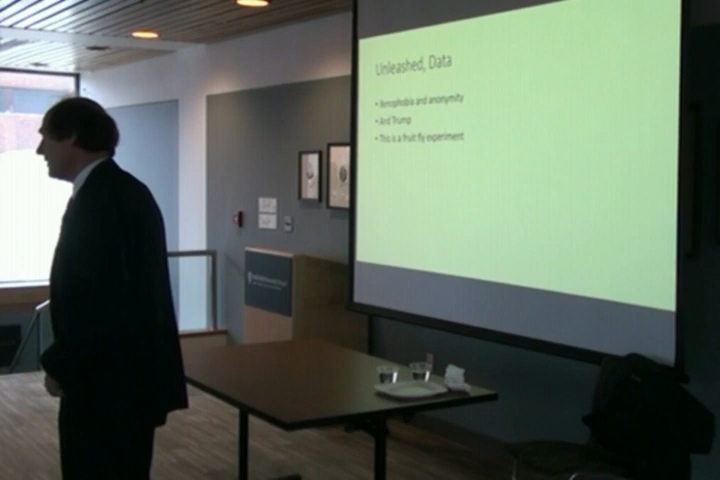 Unleashed, Data
• Xenophobia and anonymity
• And Trump
• This is a fruit fly experiment